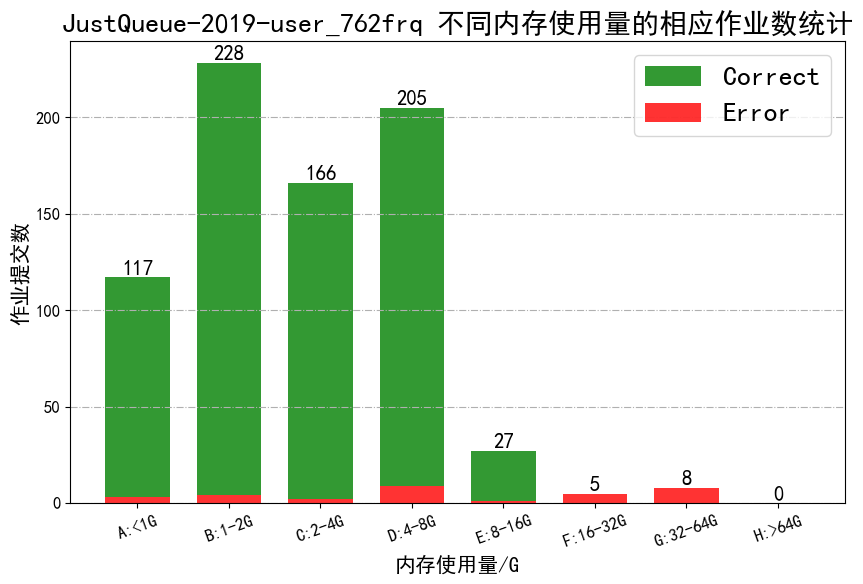 JustQueue-2019-user_762frq 不同内存使用量的相应作业数统计
Correct
Error
作业提交数
200
150
100
50
0
117
228
166
205
27
5
8
0
A:<1G
B:1-2G
C:2-4G
D:4-8G
E:8-16G
F:16-32G
G:32-64G
H:>64G
内存使用量/G